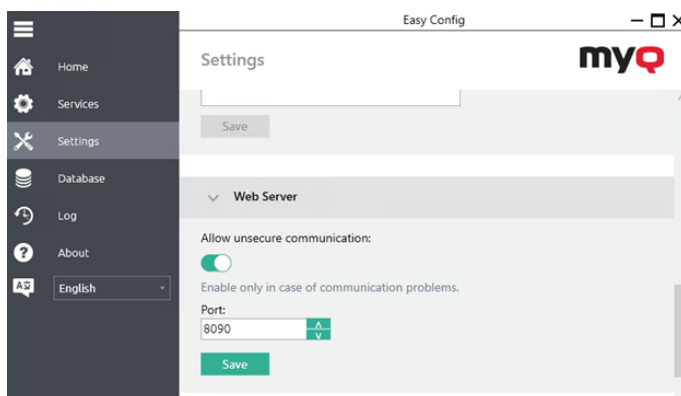 Easy Config
Home
Services
Settings
Database
Log
About
English
Settings
myQ
Save
Web Server
Allow unsecure communication:
Enable only in case of communication problems.
Port:
8090
Save